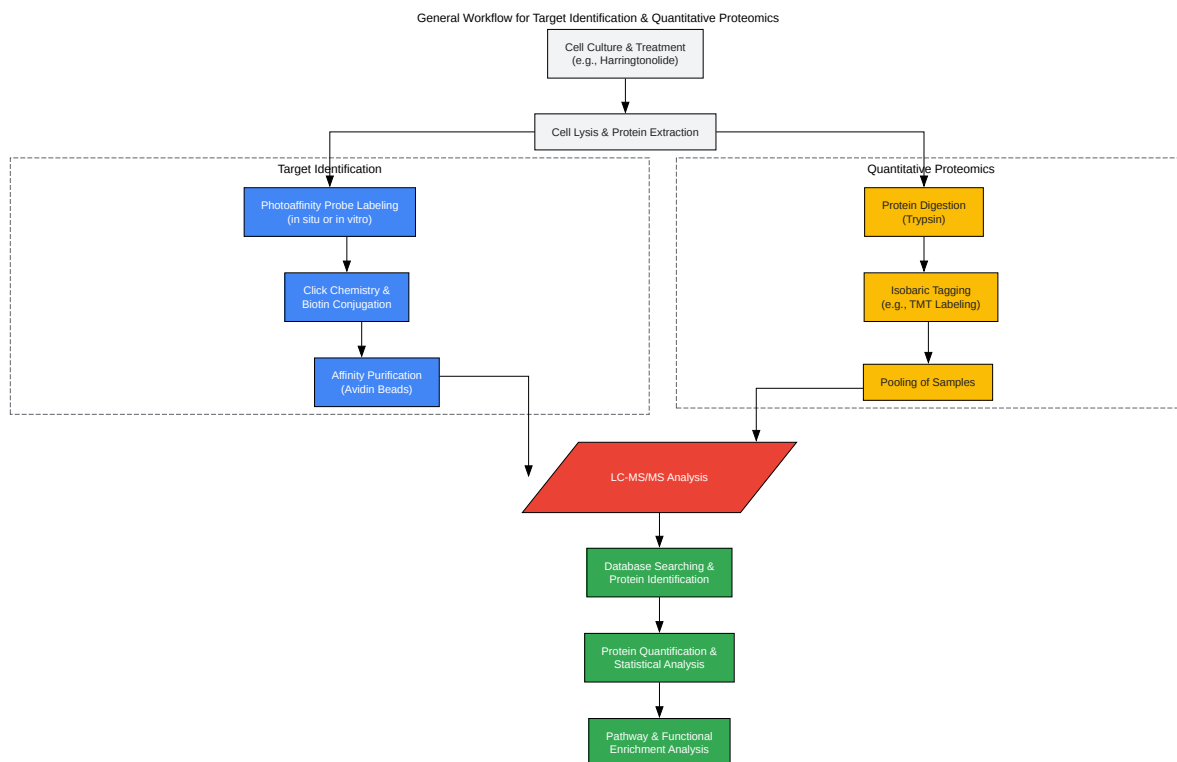 General Workflow for Target Identification & Quantitative Proteomics
Cell Culture & Treatment
(e.g., Harringtonolide)
Cell Lysis & Protein Extraction
Target Identification
Photoaffinity Probe Labeling
(in situ or in vitro)
Click Chemistry &
Biotin Conjugation
Affinity Purification
(Avidin Beads)
Quantitative Proteomics
Protein Digestion
(Trypsin)
Isobaric Tagging
(e.g., TMT Labeling)
Pooling of Samples
LC-MS/MS Analysis
Database Searching &
Protein Identification
Protein Quantification &
Statistical Analysis
Pathway & Functional
Enrichment Analysis